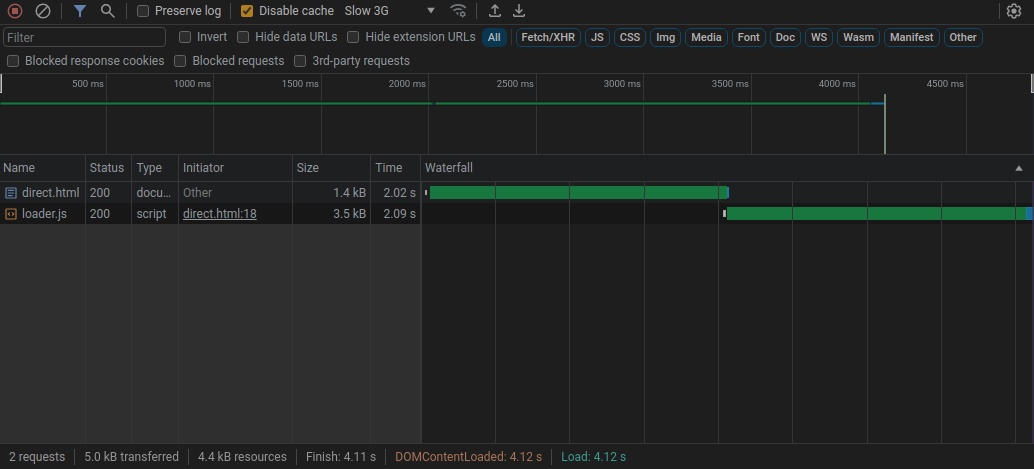 Preserve log Disable cache Slow 3G
Filter Invert Hide data URLs Hide extension URLs All Fetch/XHR JS CSS Img Media Font Doc WS Wasm Manifest Other
Blocked response cookies Blocked requests 3rd-party requests
500 ms 1000 ms 1500 ms 2000 ms 2500 ms 3000 ms 3500 ms 4000 ms 4500 ms
Name Status Type Initiator Size Time Waterfall
direct.html 200 docu... Other 1.4 kB 2.02 s
loader.js 200 script direct.html:18 3.5 kB 2.09 s
2 requests 5.0 kB transferred 4.4 kB resources Finish: 4.11 s DOMContentLoaded: 4.12 s Load: 4.12 s